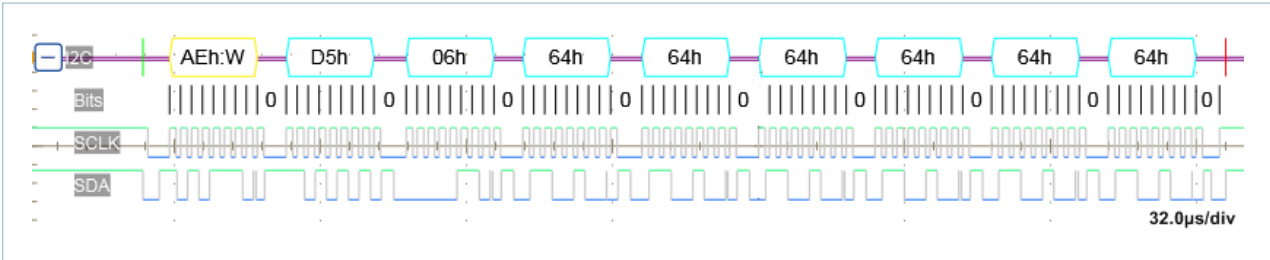 I2C AEh:W D5h 06h 64h 64h 64h 64h 64h 64h
Bits 0 0 0 0 0 0 0 0 0
SCLK
SDA
32.0µs/div